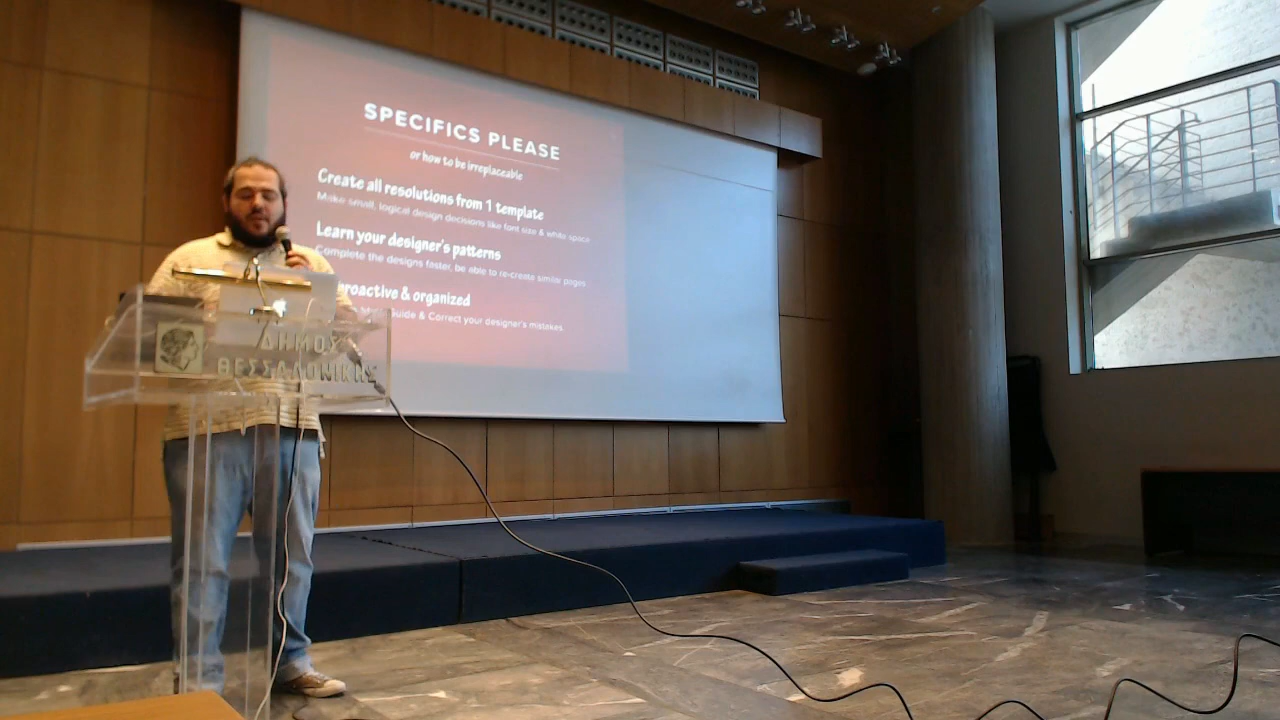 SPECIFICS PLEASE
or how to be irreplaceable
Create all resolutions from 1 template
Make small, logical design decisions like font size & white space
Learn your designer's patterns
Complete the designs faster, be able to re-create similar pages
roactive & organized
Guide & Correct your designer's mistakes
ΔΗΜΟΣ
ΘΕΣΣΑΛΟΝΙΚΗΣ